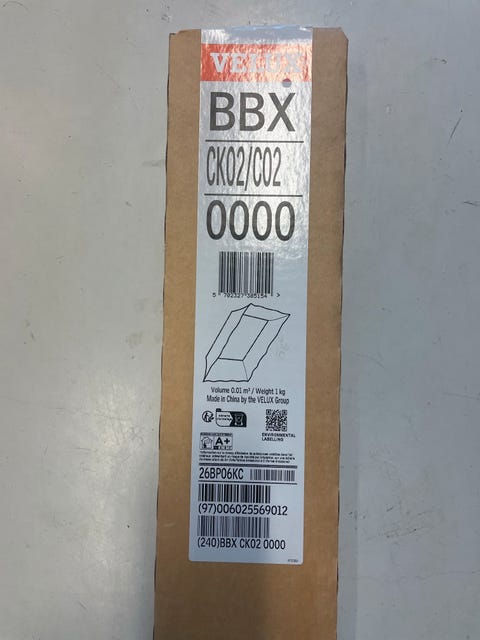 VELUX
BBX
CK02/C02
0000
5 702327 385154 >
Volume 0.01 m³ / Weight 1 kg
Made in China by the VELUX Group
ENVIRONMENTAL
LABELLING
A+
26BP06KC
(97)006025569012
(240)BBX CK02 0000